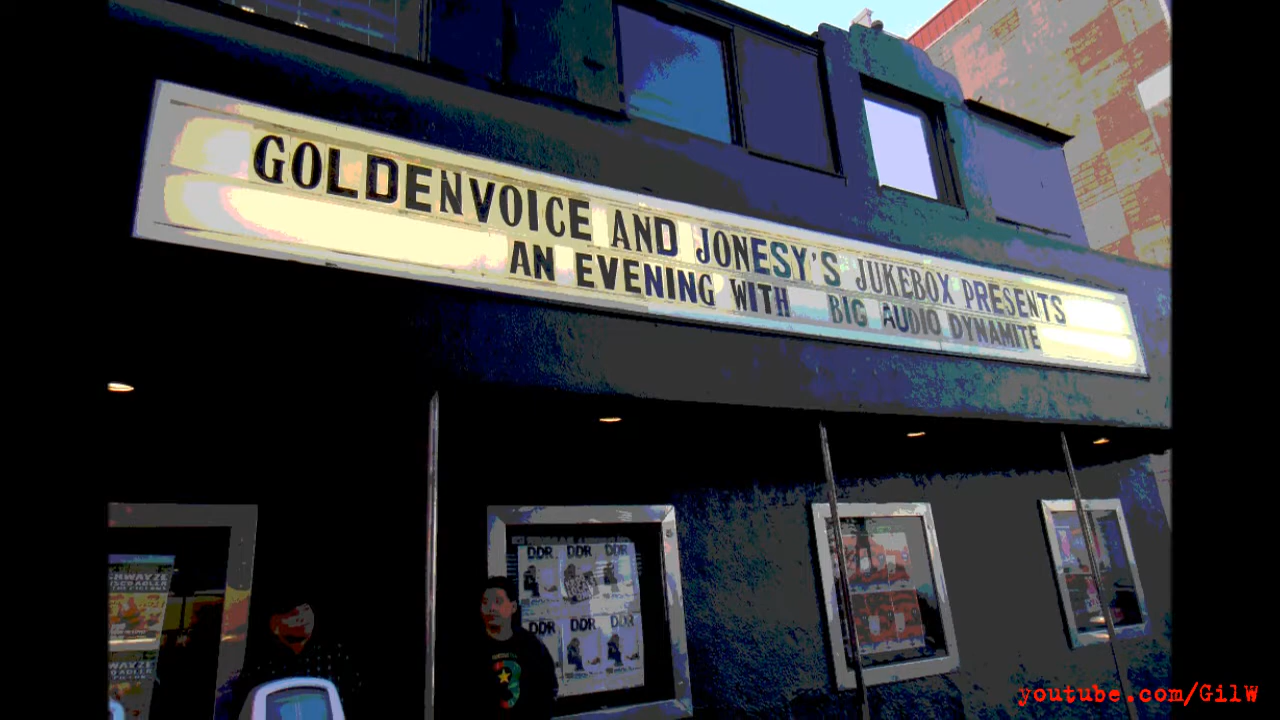 GOLDENVOICE AND JONESY'S JUKEBOX PRESENTS
AN EVENING WITH BIG AUDIO DYNAMITE
DDR DDR DDR
DDR DDR DDR
youtube.com/GilW